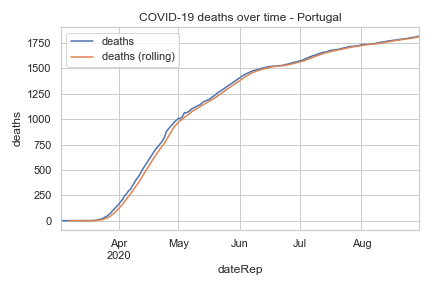 COVID-19 deaths over time - Portugal
deaths
deaths (rolling)
1750
1500
1250
1000
750
500
250
0
deaths
Apr
2020
May
Jun
Jul
Aug
dateRep